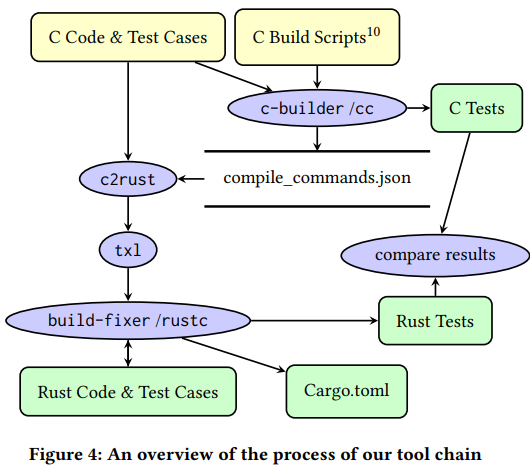 C Code & Test Cases
C Build Scripts¹⁰
c-builder/cc
C Tests
compile_commands.json
c2rust
txl
compare results
build-fixer/rustc
Rust Tests
Rust Code & Test Cases
Cargo.toml
Figure 4: An overview of the process of our tool chain